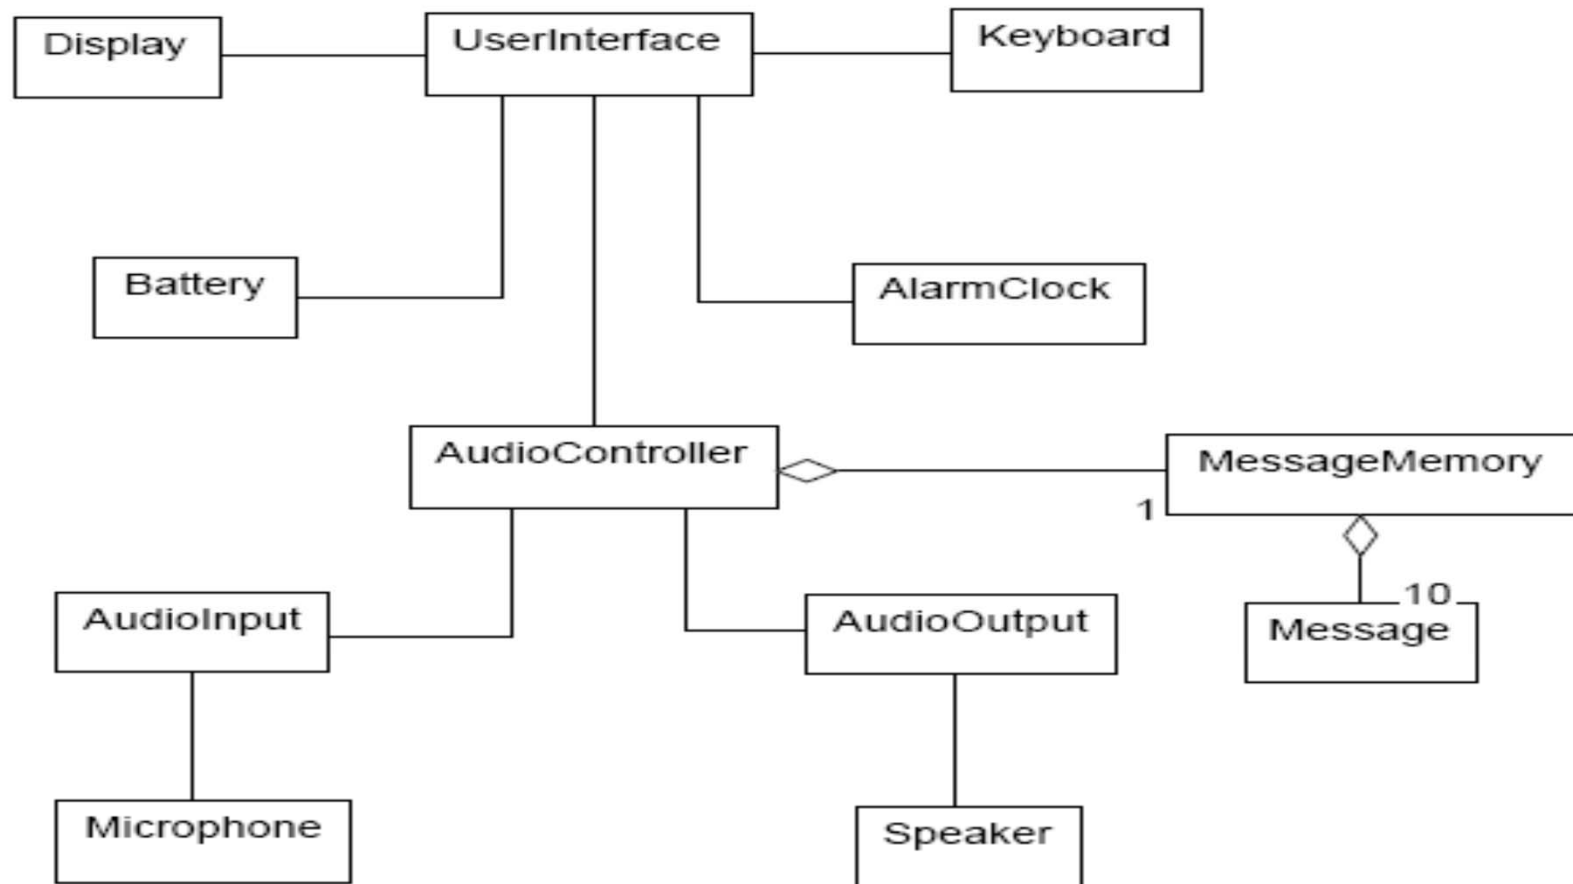 Display
UserInterface
Keyboard
Battery
AlarmClock
AudioController
MessageMemory
1
AudioInput
AudioOutput
10
Message
Microphone
Speaker